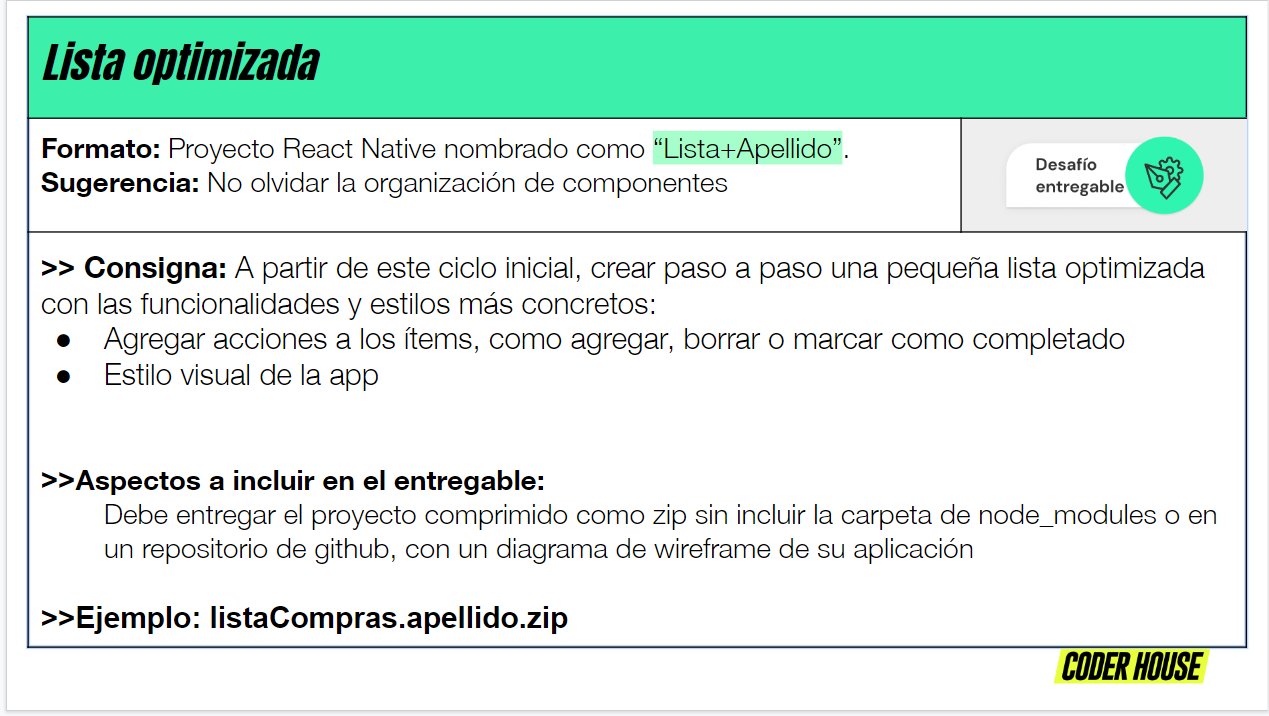 Lista optimizada
Formato: Proyecto React Native nombrado como “Lista+Apellido”.
Sugerencia: No olvidar la organización de componentes
Desafío
entregable
>> Consigna: A partir de este ciclo inicial, crear paso a paso una pequeña lista optimizada
con las funcionalidades y estilos más concretos:
● Agregar acciones a los ítems, como agregar, borrar o marcar como completado
● Estilo visual de la app
>>Aspectos a incluir en el entregable:
Debe entregar el proyecto comprimido como zip sin incluir la carpeta de node_modules o en
un repositorio de github, con un diagrama de wireframe de su aplicación
>>Ejemplo: listaCompras.apellido.zip
CODER HOUSE